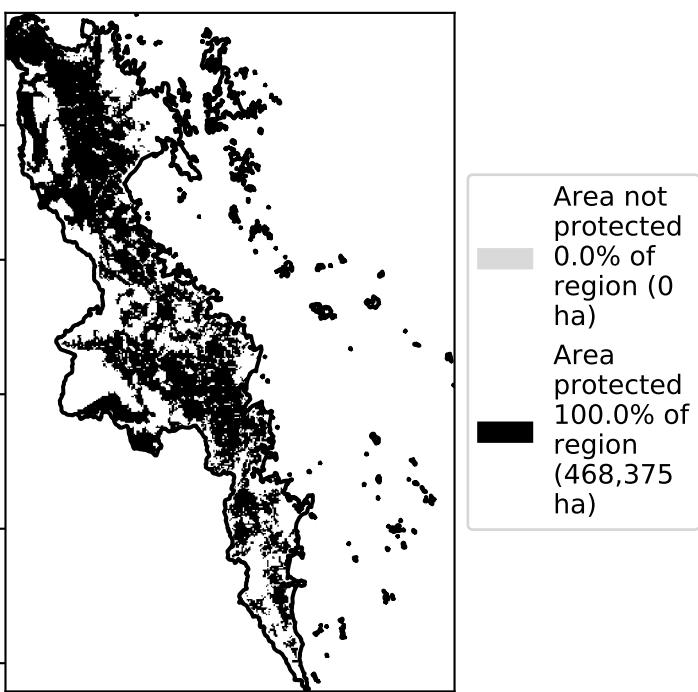 Area not
protected
0.0% of
region (0
ha)
Area
protected
100.0% of
region
(468,375
ha)